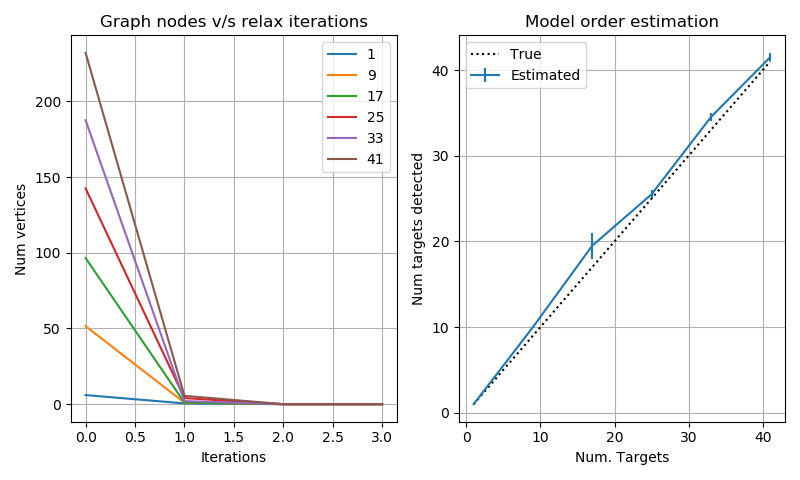 Graph nodes v/s relax iterations
Num vertices
200
150
100
50
0
0.0 0.5 1.0 1.5 2.0 2.5 3.0
Iterations
1
9
17
25
33
41
Model order estimation
Num targets detected
40
30
20
10
0
0 10 20 30 40
Num. Targets
True
Estimated